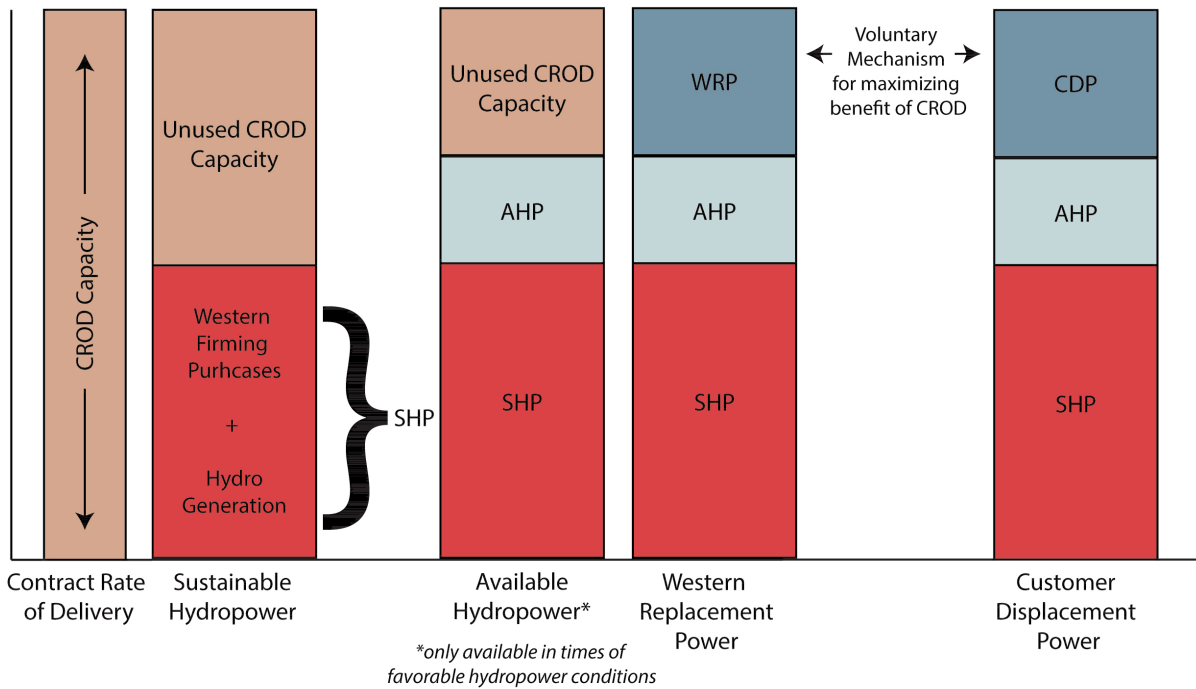 CROD Capacity
Unused CROD
Capacity
Western
Firming
Purhcases
+
Hydro
Generation
SHP
Unused CROD
Capacity
AHP
SHP
WRP
AHP
SHP
Voluntary
Mechanism
for maximizing
benefit of CROD
CDP
AHP
SHP
Contract Rate
of Delivery
Sustainable
Hydropower
Available
Hydropower*
*only available in times of
favorable hydropower conditions
Western
Replacement
Power
Customer
Displacement
Power